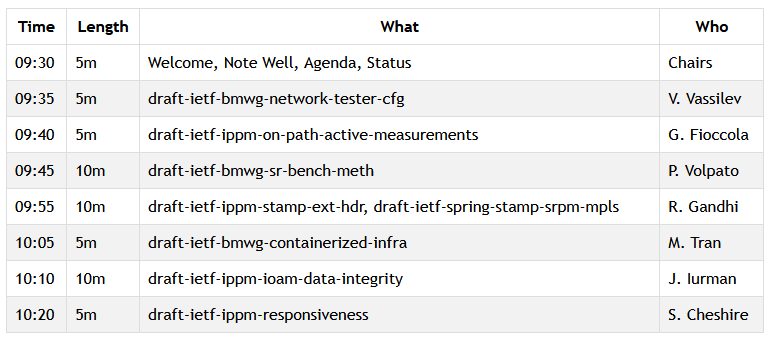 Time Length What Who
09:30 5m Welcome, Note Well, Agenda, Status Chairs
09:35 5m draft-ietf-bmwg-network-tester-cfg V. Vassilev
09:40 5m draft-ietf-ippm-on-path-active-measurements G. Fioccola
09:45 10m draft-ietf-bmwg-sr-bench-meth P. Volpato
09:55 10m draft-ietf-ippm-stamp-ext-hdr, draft-ietf-spring-stamp-srpm-mpls R. Gandhi
10:05 5m draft-ietf-bmwg-containerized-infra M. Tran
10:10 10m draft-ietf-ippm-ioam-data-integrity J. Iurman
10:20 5m draft-ietf-ippm-responsiveness S. Cheshire